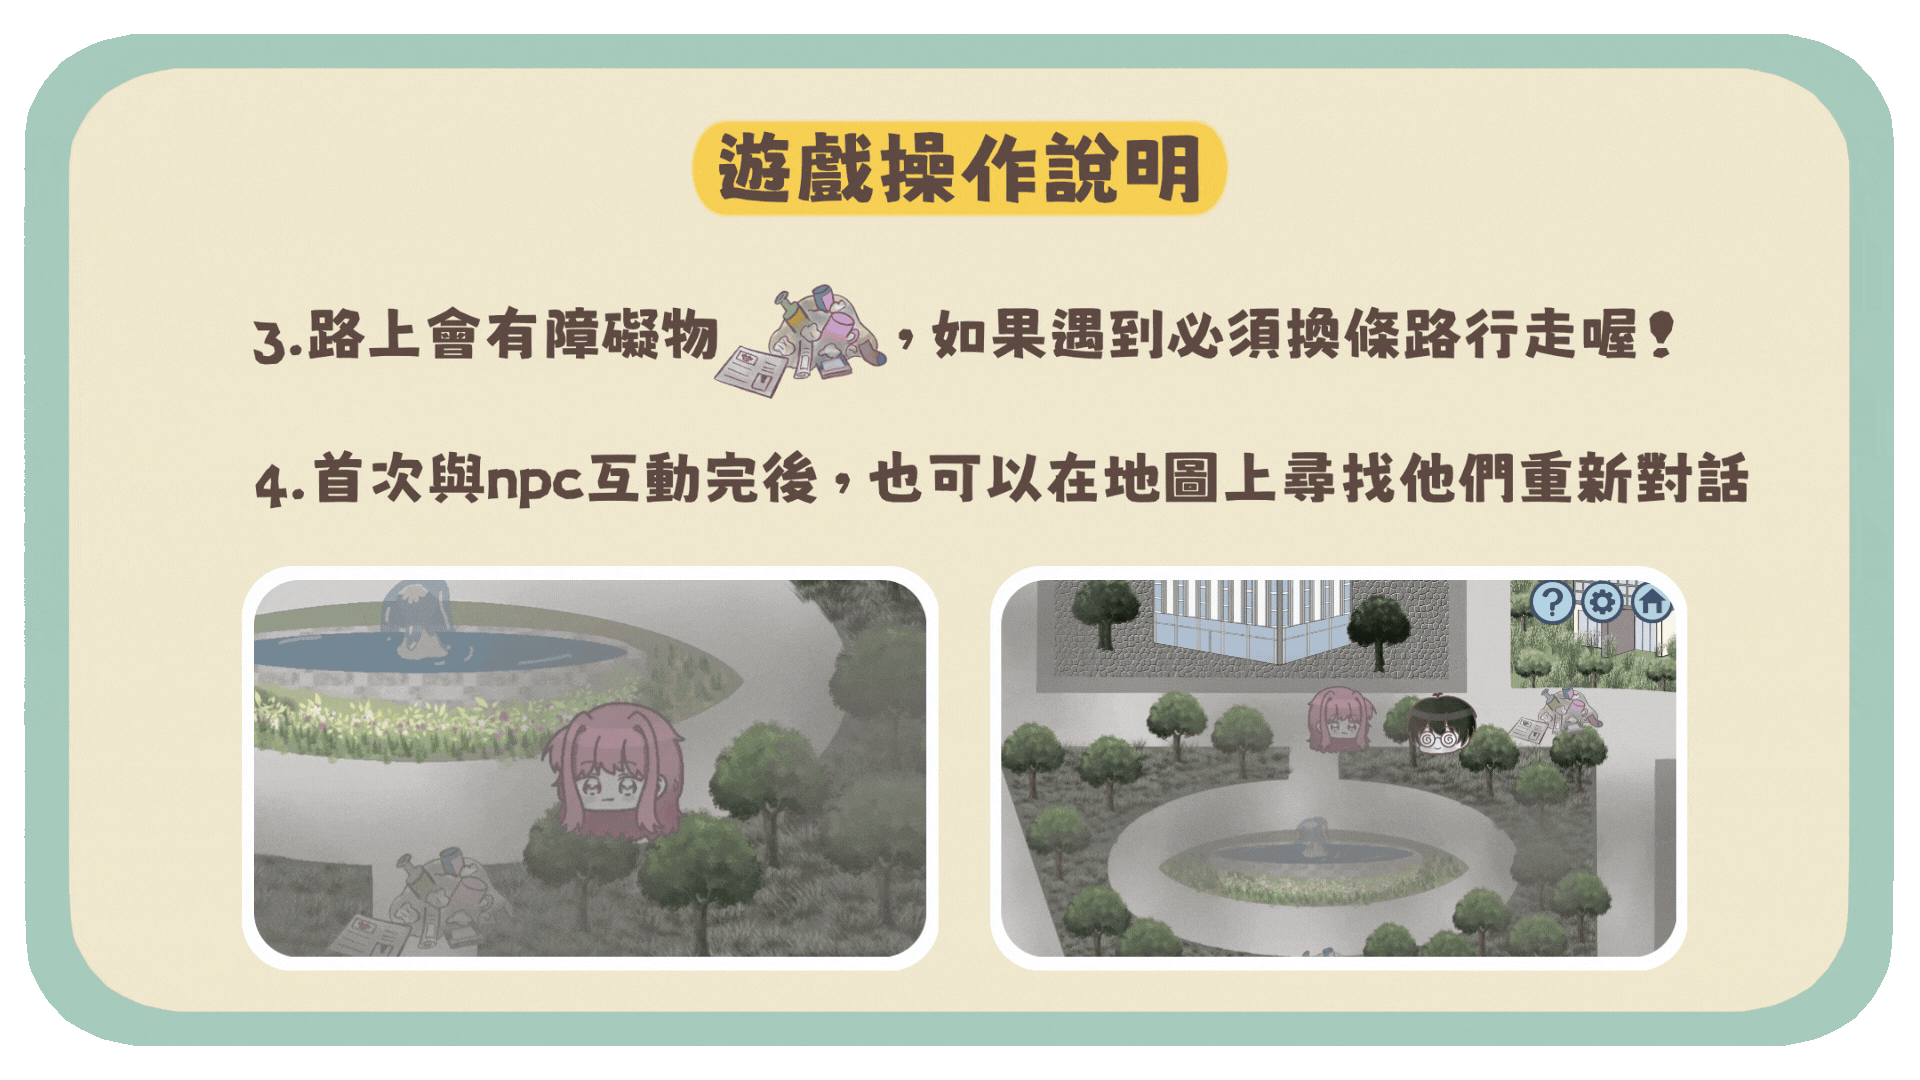 遊戲操作說明
3.路上會有障礙物，如果遇到必須換條路行走喔！
4.首次與npc互動完後，也可以在地圖上尋找他們重新對話
?